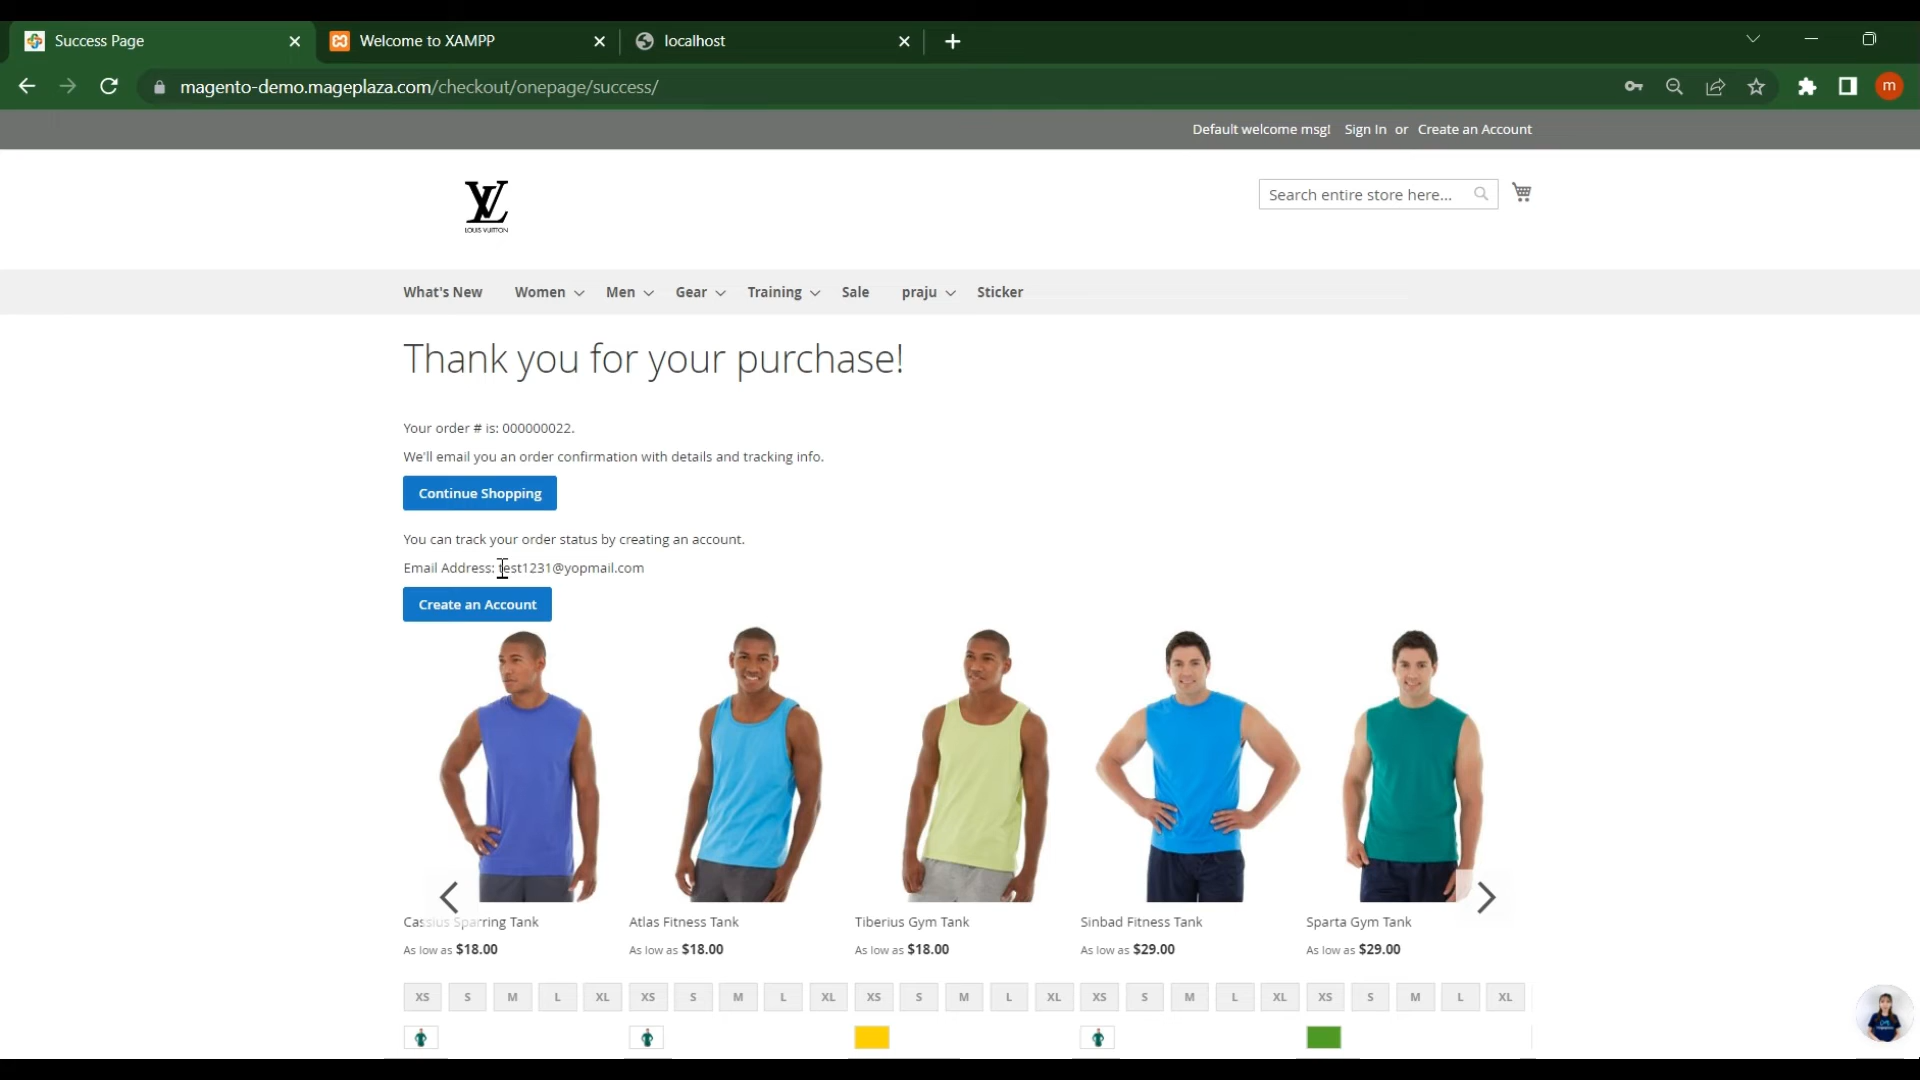 Success Page
Welcome to XAMPP
localhost
magento-demo.mageplaza.com/checkout/onepage/success/
m
Default welcome msg! Sign In or Create an Account
LOUIS VUITTON
Search entire store here...
What's New Women Men Gear Training Sale praju Sticker
Thank you for your purchase!
Your order # is: 000000022.
We'll email you an order confirmation with details and tracking info.
Continue Shopping
You can track your order status by creating an account.
Email Address: test1231@yopmail.com
Create an Account
Cassius Sparring Tank Atlas Fitness Tank Tiberius Gym Tank Sinbad Fitness Tank Sparta Gym Tank
As low as $18.00 As low as $18.00 As low as $18.00 As low as $29.00 As low as $29.00
XS S M L XL XS S M L XL XS S M L XL XS S M L XL XS S M L XL